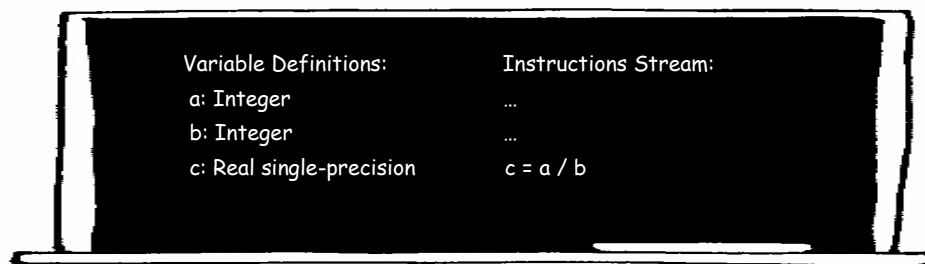 Variable Definitions: Instructions Stream:
a: Integer …
b: Integer …
c: Real single-precision c = a / b